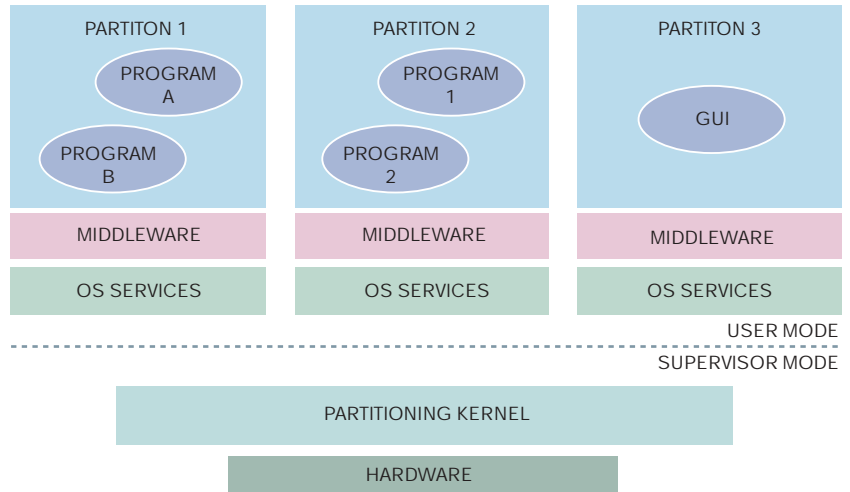 PARTITON 1
PROGRAM
A
PROGRAM
B
MIDDLEWARE
OS SERVICES
PARTITON 2
PROGRAM
1
PROGRAM
2
MIDDLEWARE
OS SERVICES
PARTITON 3
GUI
MIDDLEWARE
OS SERVICES
USER MODE
SUPERVISOR MODE
PARTITIONING KERNEL
HARDWARE